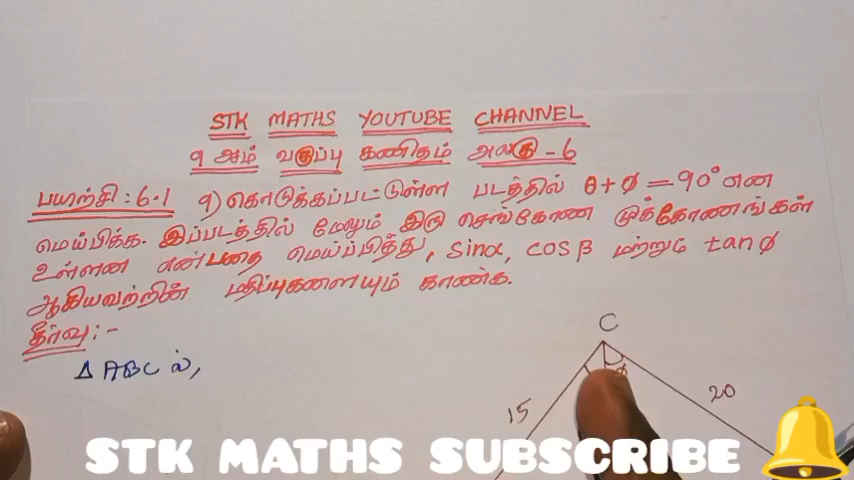 STK MATHS YOUTUBE CHANNEL
9 ஆம் வகுப்பு கணிதம் அலகு - 6
பயிற்சி : 6.1 9) கொடுக்கப்பட்டுள்ள படத்தில் θ + ϕ = 90° என
மெய்பிக்க. இப்படத்தில் மேலும் இரு செங்கோண முக்கோணங்கள்
உள்ளன என்பதை மெய்ப்பித்து, sinα, cosβ மற்றும் tanϕ
ஆகியவற்றின் மதிப்புகளையும் காண்க.
தீர்வு :-
C
Δ ABC ல்,
ϕ
15
20
STK MATHS SUBSCRIBE